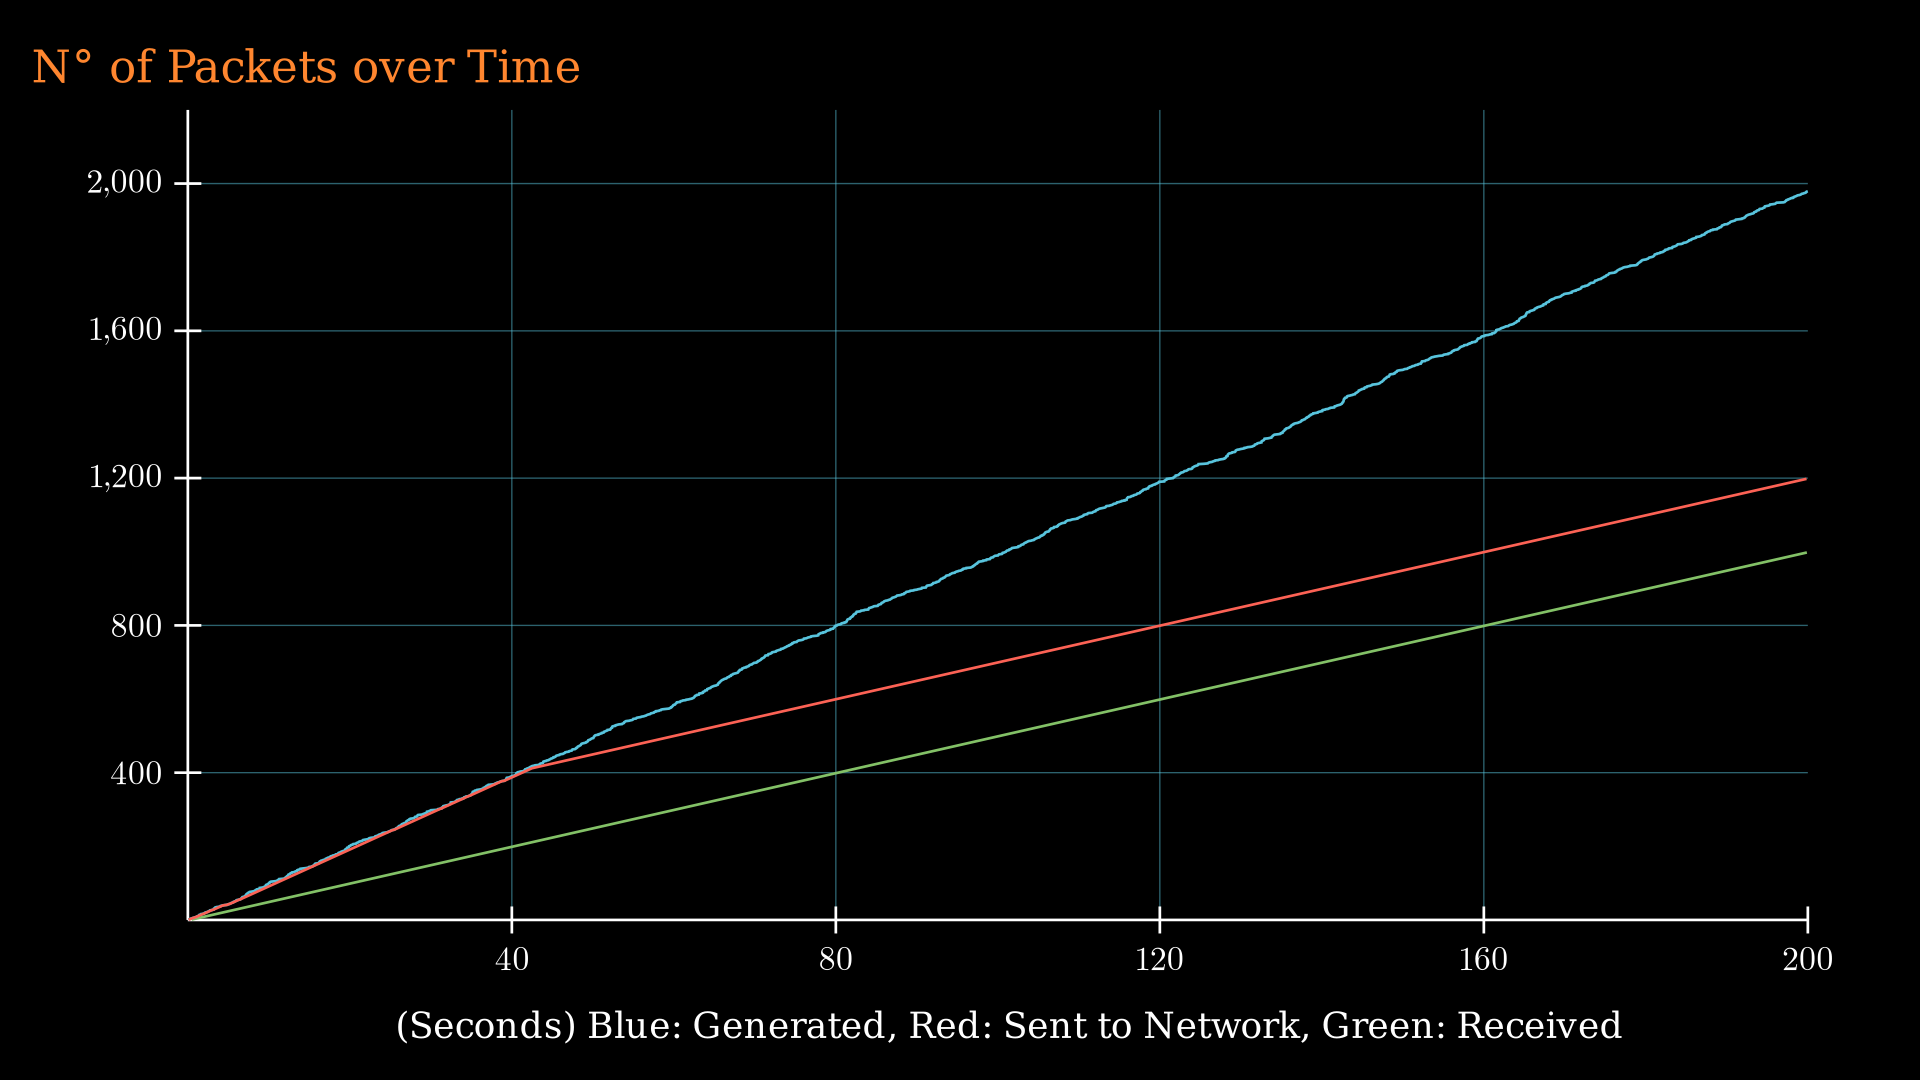 N° of Packets over Time
2,000
1,600
1,200
800
400
40 80 120 160 200
(Seconds) Blue: Generated, Red: Sent to Network, Green: Received